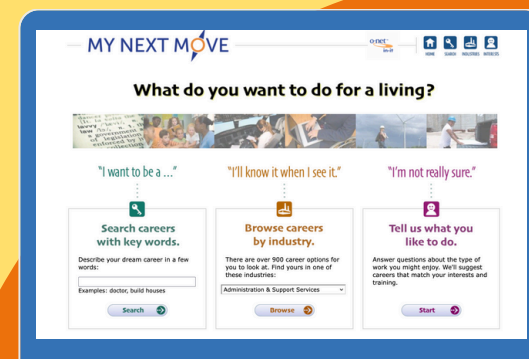 MY NEXT MOVE
o*net
in-it
HOME SEARCH INDUSTRIES INTERESTS
What do you want to do for a living?
"I want to be a ..."
"I'll know it when I see it."
"I'm not really sure."
Search careers
with key words.
Describe your dream career in a few
words:
Examples: doctor, build houses
Search
Browse careers
by industry.
There are over 900 career options for
you to look at. Find yours in one of
these industries:
Administration & Support Services
Browse
Tell us what you
like to do.
Answer questions about the type of
work you might enjoy. We'll suggest
careers that match your interests and
training.
Start